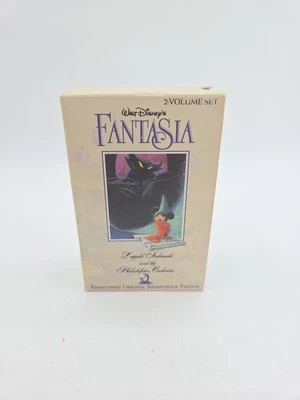 2-VOLUME SET
WALT DISNEY'S
FANTASIA
Leopold Stokowski
and the
Philadelphia Orchestra
REMASTERED ORIGINAL SOUNDTRACK EDITION